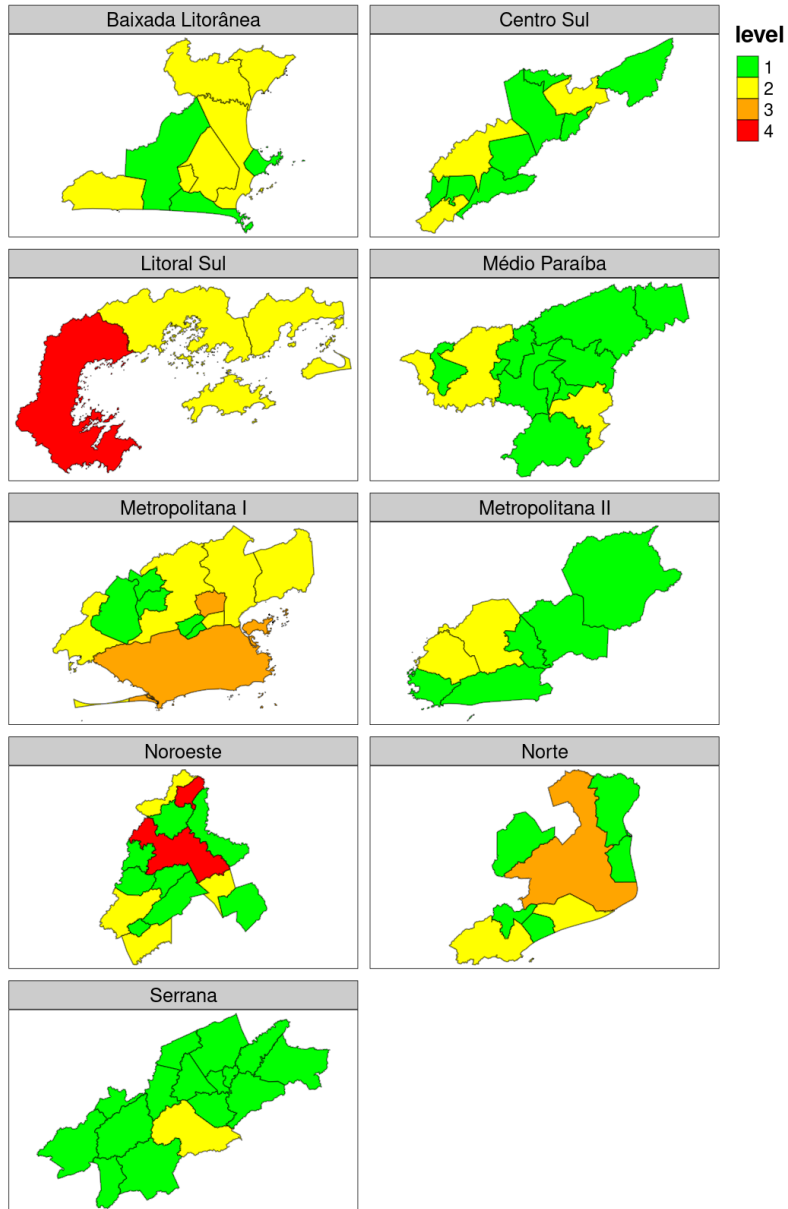 Baixada Litorânea
Centro Sul
level
1
2
3
4
Litoral Sul
Médio Paraíba
Metropolitana I
Metropolitana II
Noroeste
Norte
Serrana